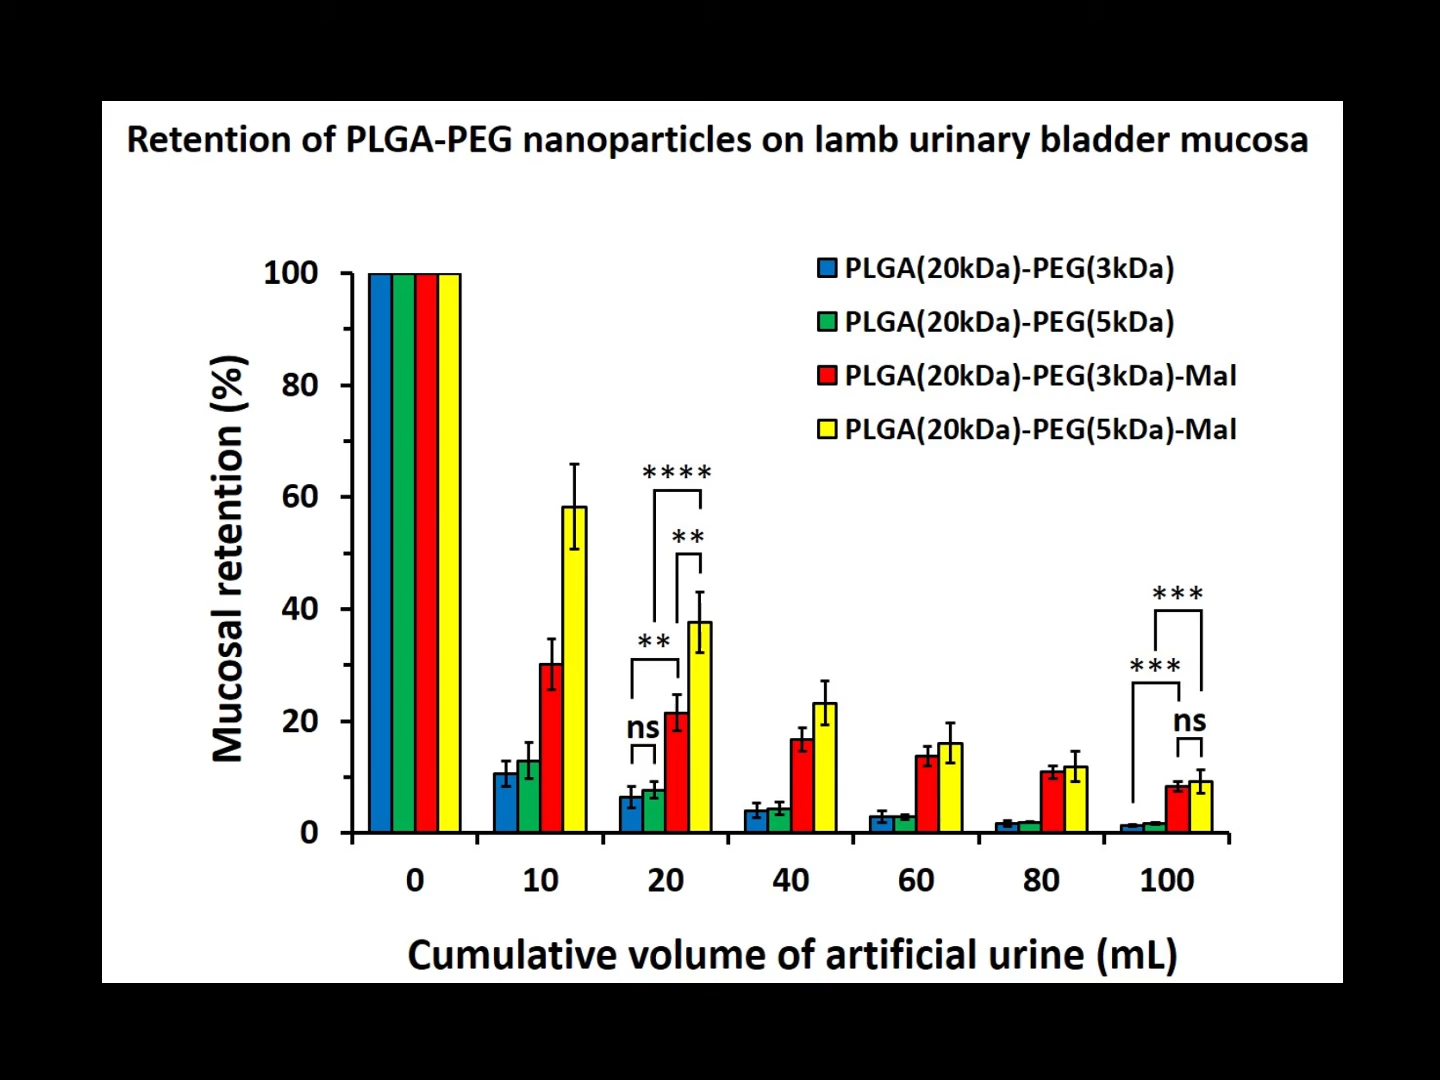 Retention of PLGA-PEG nanoparticles on lamb urinary bladder mucosa
PLGA(20kDa)-PEG(3kDa)
PLGA(20kDa)-PEG(5kDa)
PLGA(20kDa)-PEG(3kDa)-Mal
PLGA(20kDa)-PEG(5kDa)-Mal
Mucosal retention (%)
100
80
60
40
20
0
****
**
**
ns
***
***
ns
0 10 20 40 60 80 100
Cumulative volume of artificial urine (mL)